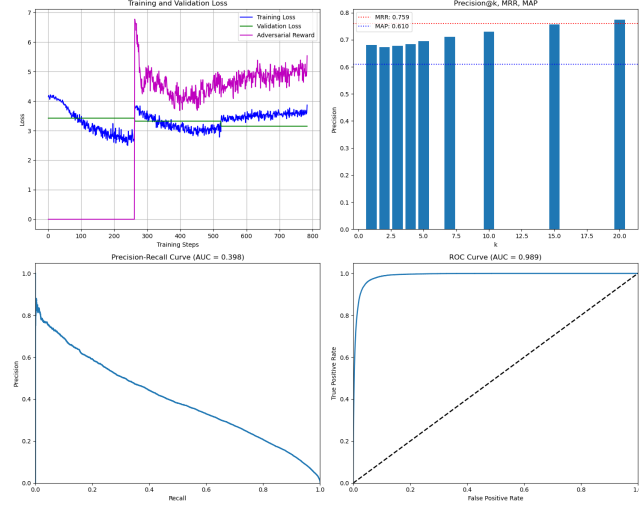 Training and Validation Loss
Training Loss
Validation Loss
Adversarial Reward
7
6
5
4
3
2
1
0
Loss
0 100 200 300 400 500 600 700 800
Training Steps
Precision@k, MRR, MAP
MRR: 0.759
MAP: 0.610
0.8
0.7
0.6
0.5
0.4
0.3
0.2
0.1
0.0
Precision
0.0 2.5 5.0 7.5 10.0 12.5 15.0 17.5 20.0
k
Precision-Recall Curve (AUC = 0.398)
1.0
0.8
0.6
0.4
0.2
0.0
Precision
0.0 0.2 0.4 0.6 0.8 1.0
Recall
ROC Curve (AUC = 0.989)
1.0
0.8
0.6
0.4
0.2
0.0
True Positive Rate
0.0 0.2 0.4 0.6 0.8 1.0
False Positive Rate